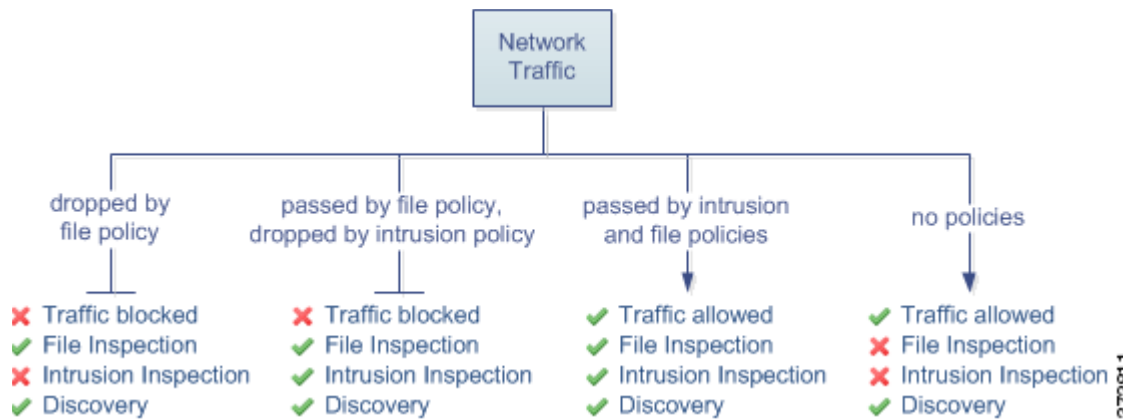 Network
Traffic
dropped by
file policy
passed by file policy,
dropped by intrusion policy
passed by intrusion
and file policies
no policies
Traffic blocked
File Inspection
Intrusion Inspection
Discovery
Traffic blocked
File Inspection
Intrusion Inspection
Discovery
Traffic allowed
File Inspection
Intrusion Inspection
Discovery
Traffic allowed
File Inspection
Intrusion Inspection
Discovery